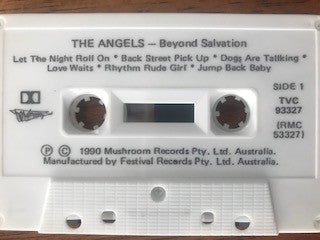 THE ANGELS — Beyond Salvation
Let The Night Roll On • Back Street Pick Up • Dogs Are Tallking •
Love Waits • Rhythm Rude Girl • Jump Back Baby
SIDE 1
TVC
93327
(RMC
53327)
Ⓟ © 1990 Mushroom Records Pty. Ltd. Australia.
Manufactured by Festival Records Pty. Ltd. Australia.